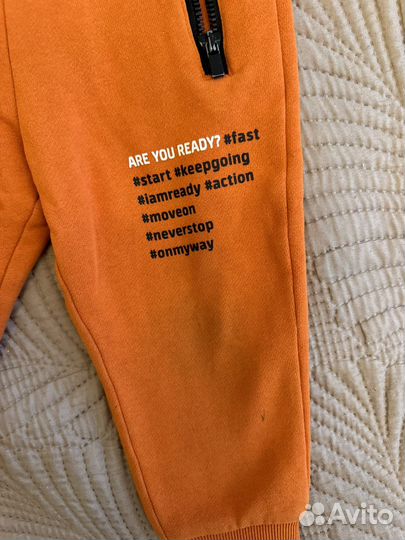 ARE YOU READY? #fast
#start #keepgoing
#Iamready #action
#moveon
#neverstop
#onmyway
Avito